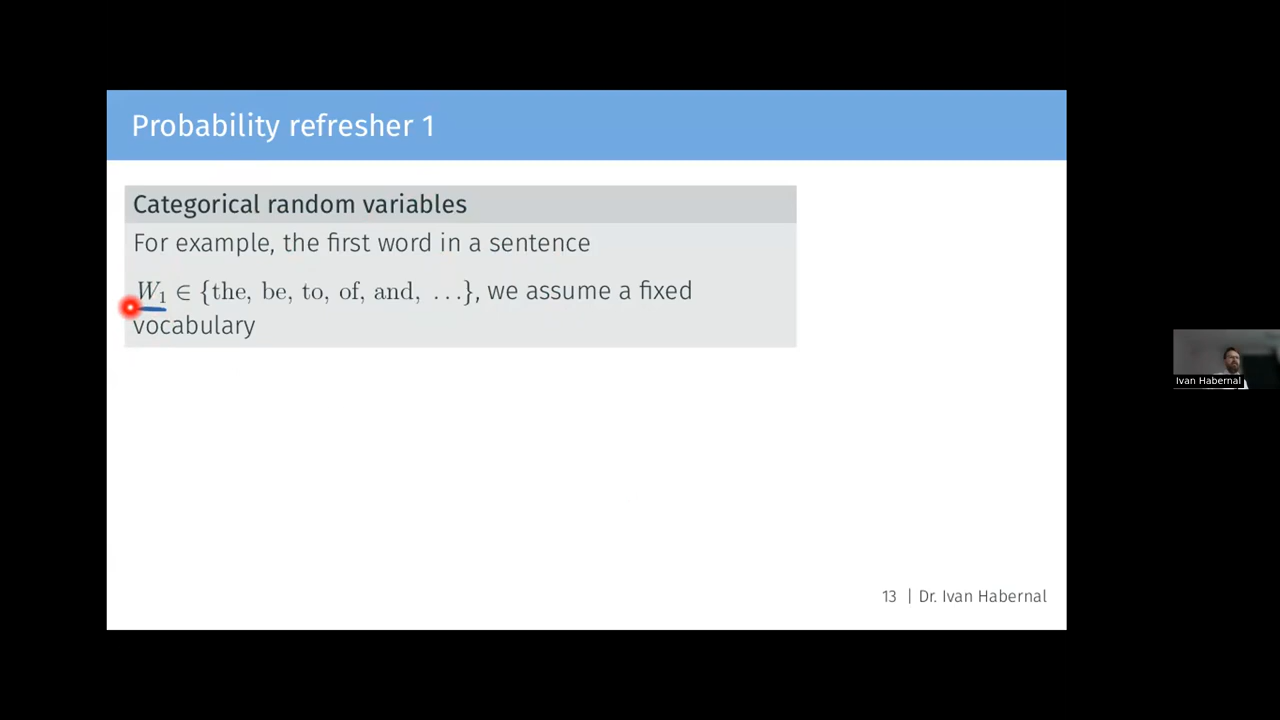 Probability refresher 1
Categorical random variables
For example, the first word in a sentence
W₁ ∈ {the, be, to, of, and, ...}, we assume a fixed
vocabulary
Ivan Habernal
13 | Dr. Ivan Habernal